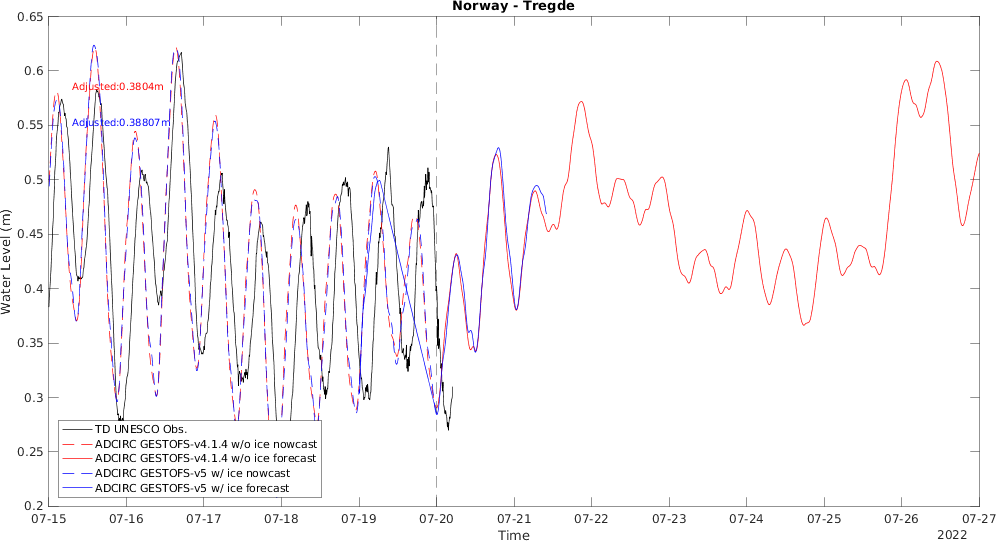 Norway - Tregde
0.65
0.6
0.55
0.5
0.45
0.4
0.35
0.3
0.25
0.2
Water Level (m)
Adjusted:0.3804m
Adjusted:0.38807m
TD UNESCO Obs.
ADCIRC GESTOFS-v4.1.4 w/o ice nowcast
ADCIRC GESTOFS-v4.1.4 w/o ice forecast
ADCIRC GESTOFS-v5 w/ ice nowcast
ADCIRC GESTOFS-v5 w/ ice forecast
07-15 07-16 07-17 07-18 07-19 07-20 07-21 07-22 07-23 07-24 07-25 07-26 07-27
Time
2022